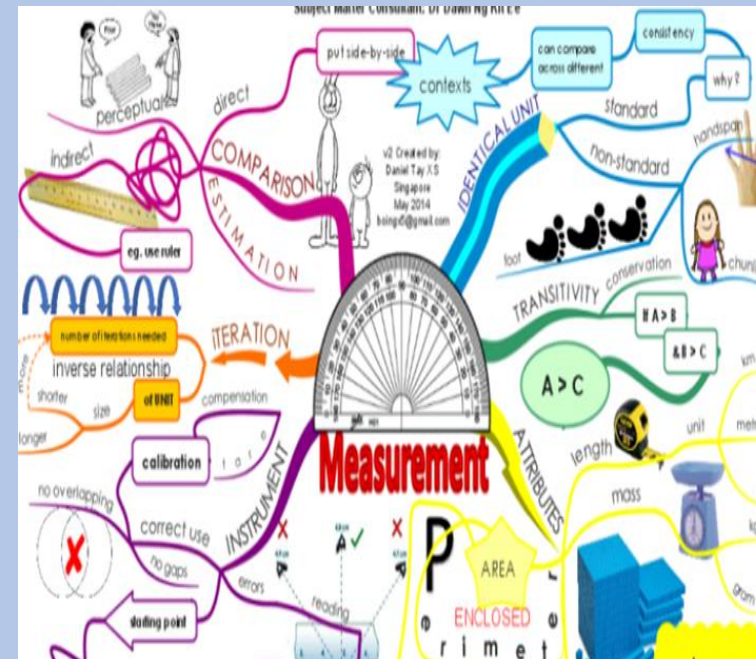 Subject Matter Consultant: Dr Dawn Ng Kit Ee
put side-by-side
direct
perceptual
indirect
COMPARISON
ESTIMATION
eg. use ruler
v2 Created by:
Daniel Tay X S
Singapore
May 2014
contexts
can compare
across different
consistency
why?
IDENTICAL UNIT
standard
non-standard
handspan
foot
TRANSITIVITY
conservation
If A > B
& B > C
A > C
ITERATION
number of iterations needed
inverse relationship
of UNIT
more
shorter
size
longer
compensation
calibration
tare
INSTRUMENT
no overlapping
correct use
no gaps
errors
reading
starting point
Measurement
ATTRIBUTES
length
unit
km
mass
AREA
ENCLOSED
Perimeter